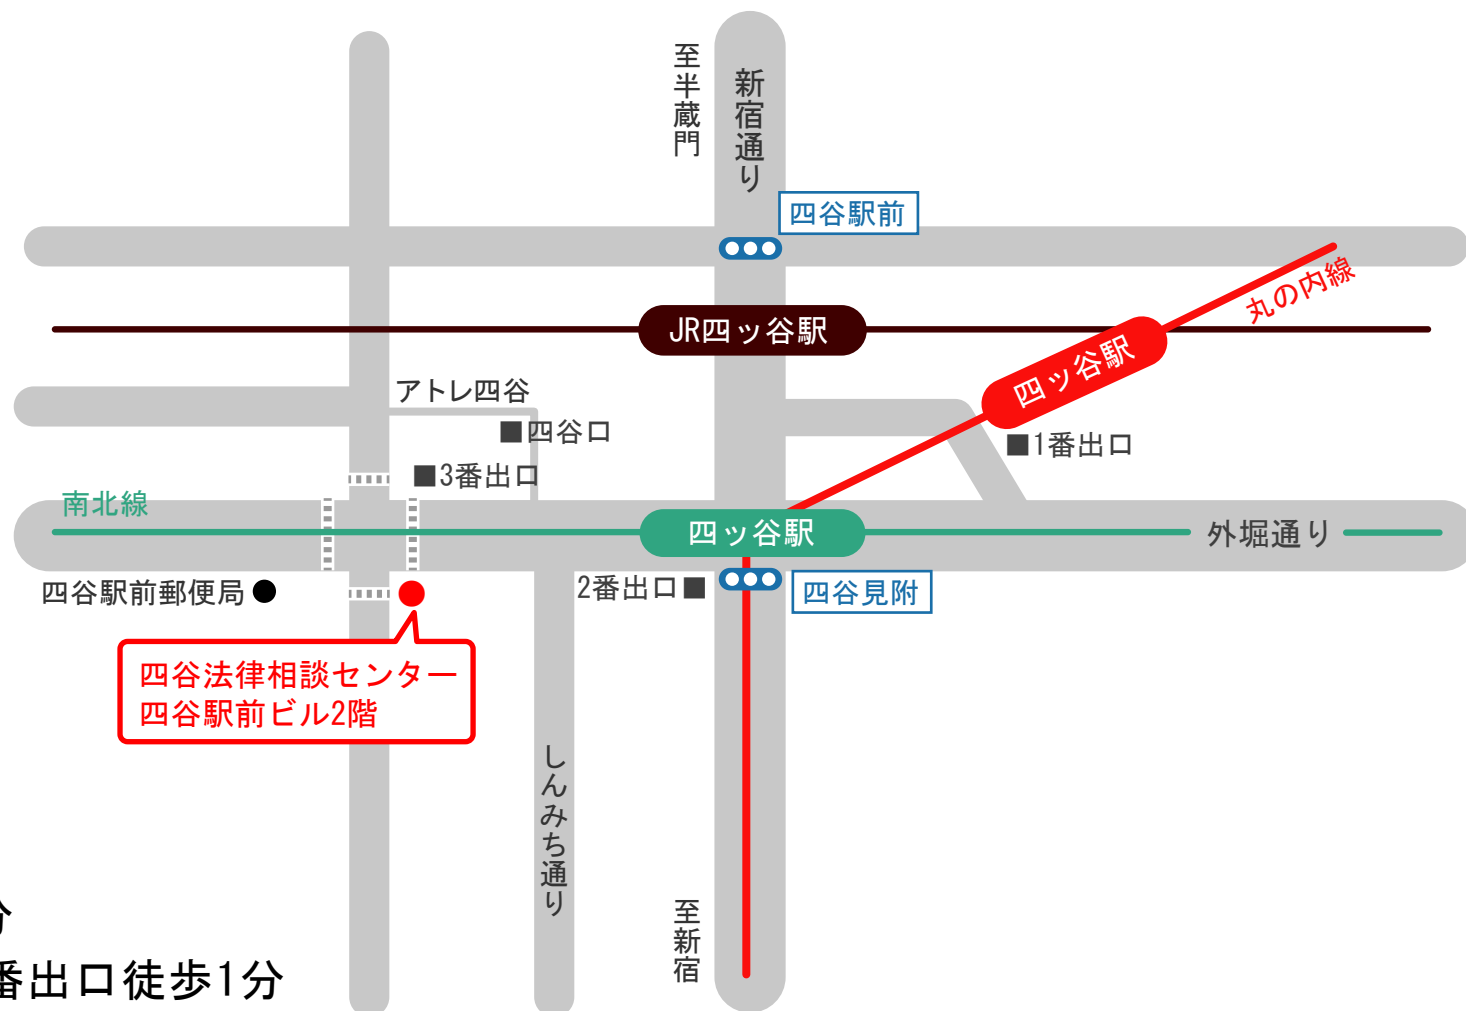 至半蔵門
新宿通り
四谷駅前
丸の内線
JR四ッ谷駅
四ッ谷駅
アトレ四谷
■四谷口
■1番出口
■3番出口
南北線
四ッ谷駅
外堀通り
四谷駅前郵便局●
2番出口■
四谷見附
四谷法律相談センター
四谷駅前ビル2階
しんみち通り
至新宿
分
番出口徒歩1分